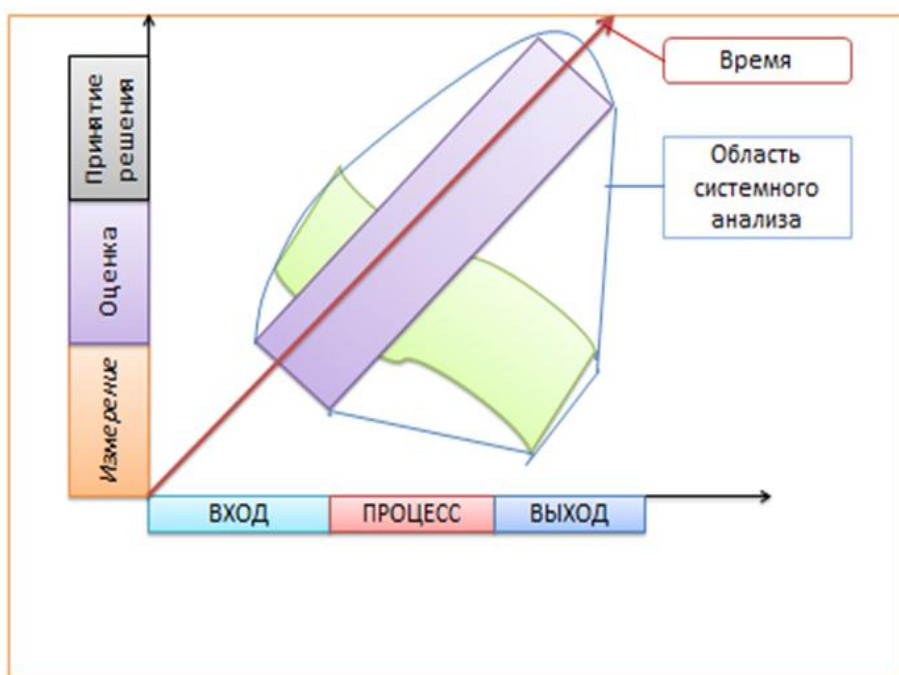 Время
Область
системного
анализа
Принятие
решения
Оценка
Измерение
ВХОД
ПРОЦЕСС
ВЫХОД